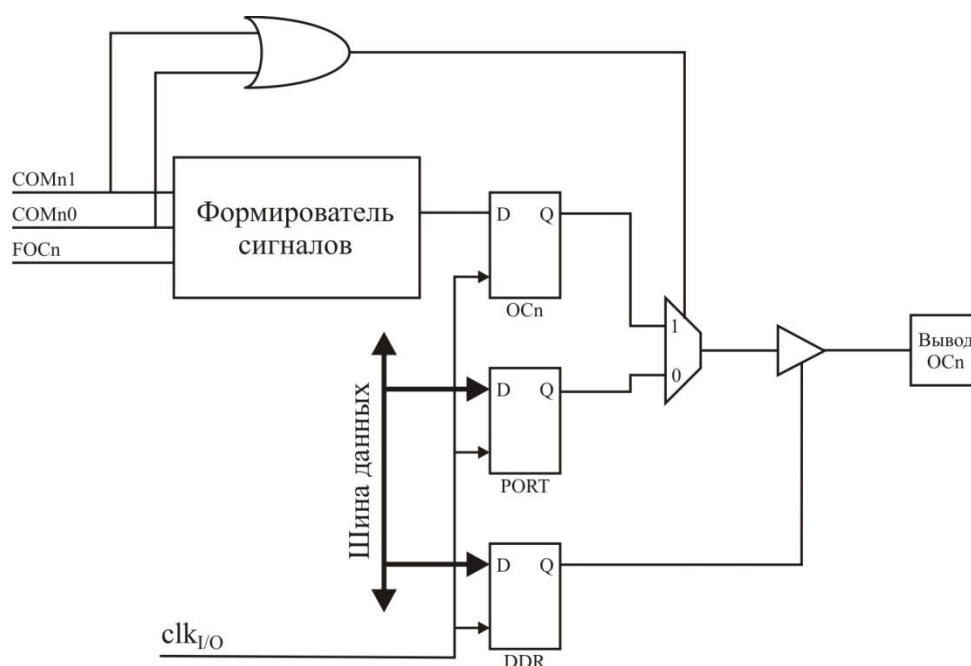 COMn1
COMn0
FOCn
Формирователь
сигналов
D Q
OCn
1
0
Вывод
OCn
D Q
PORT
Шина данных
D Q
DDR
clkI/O